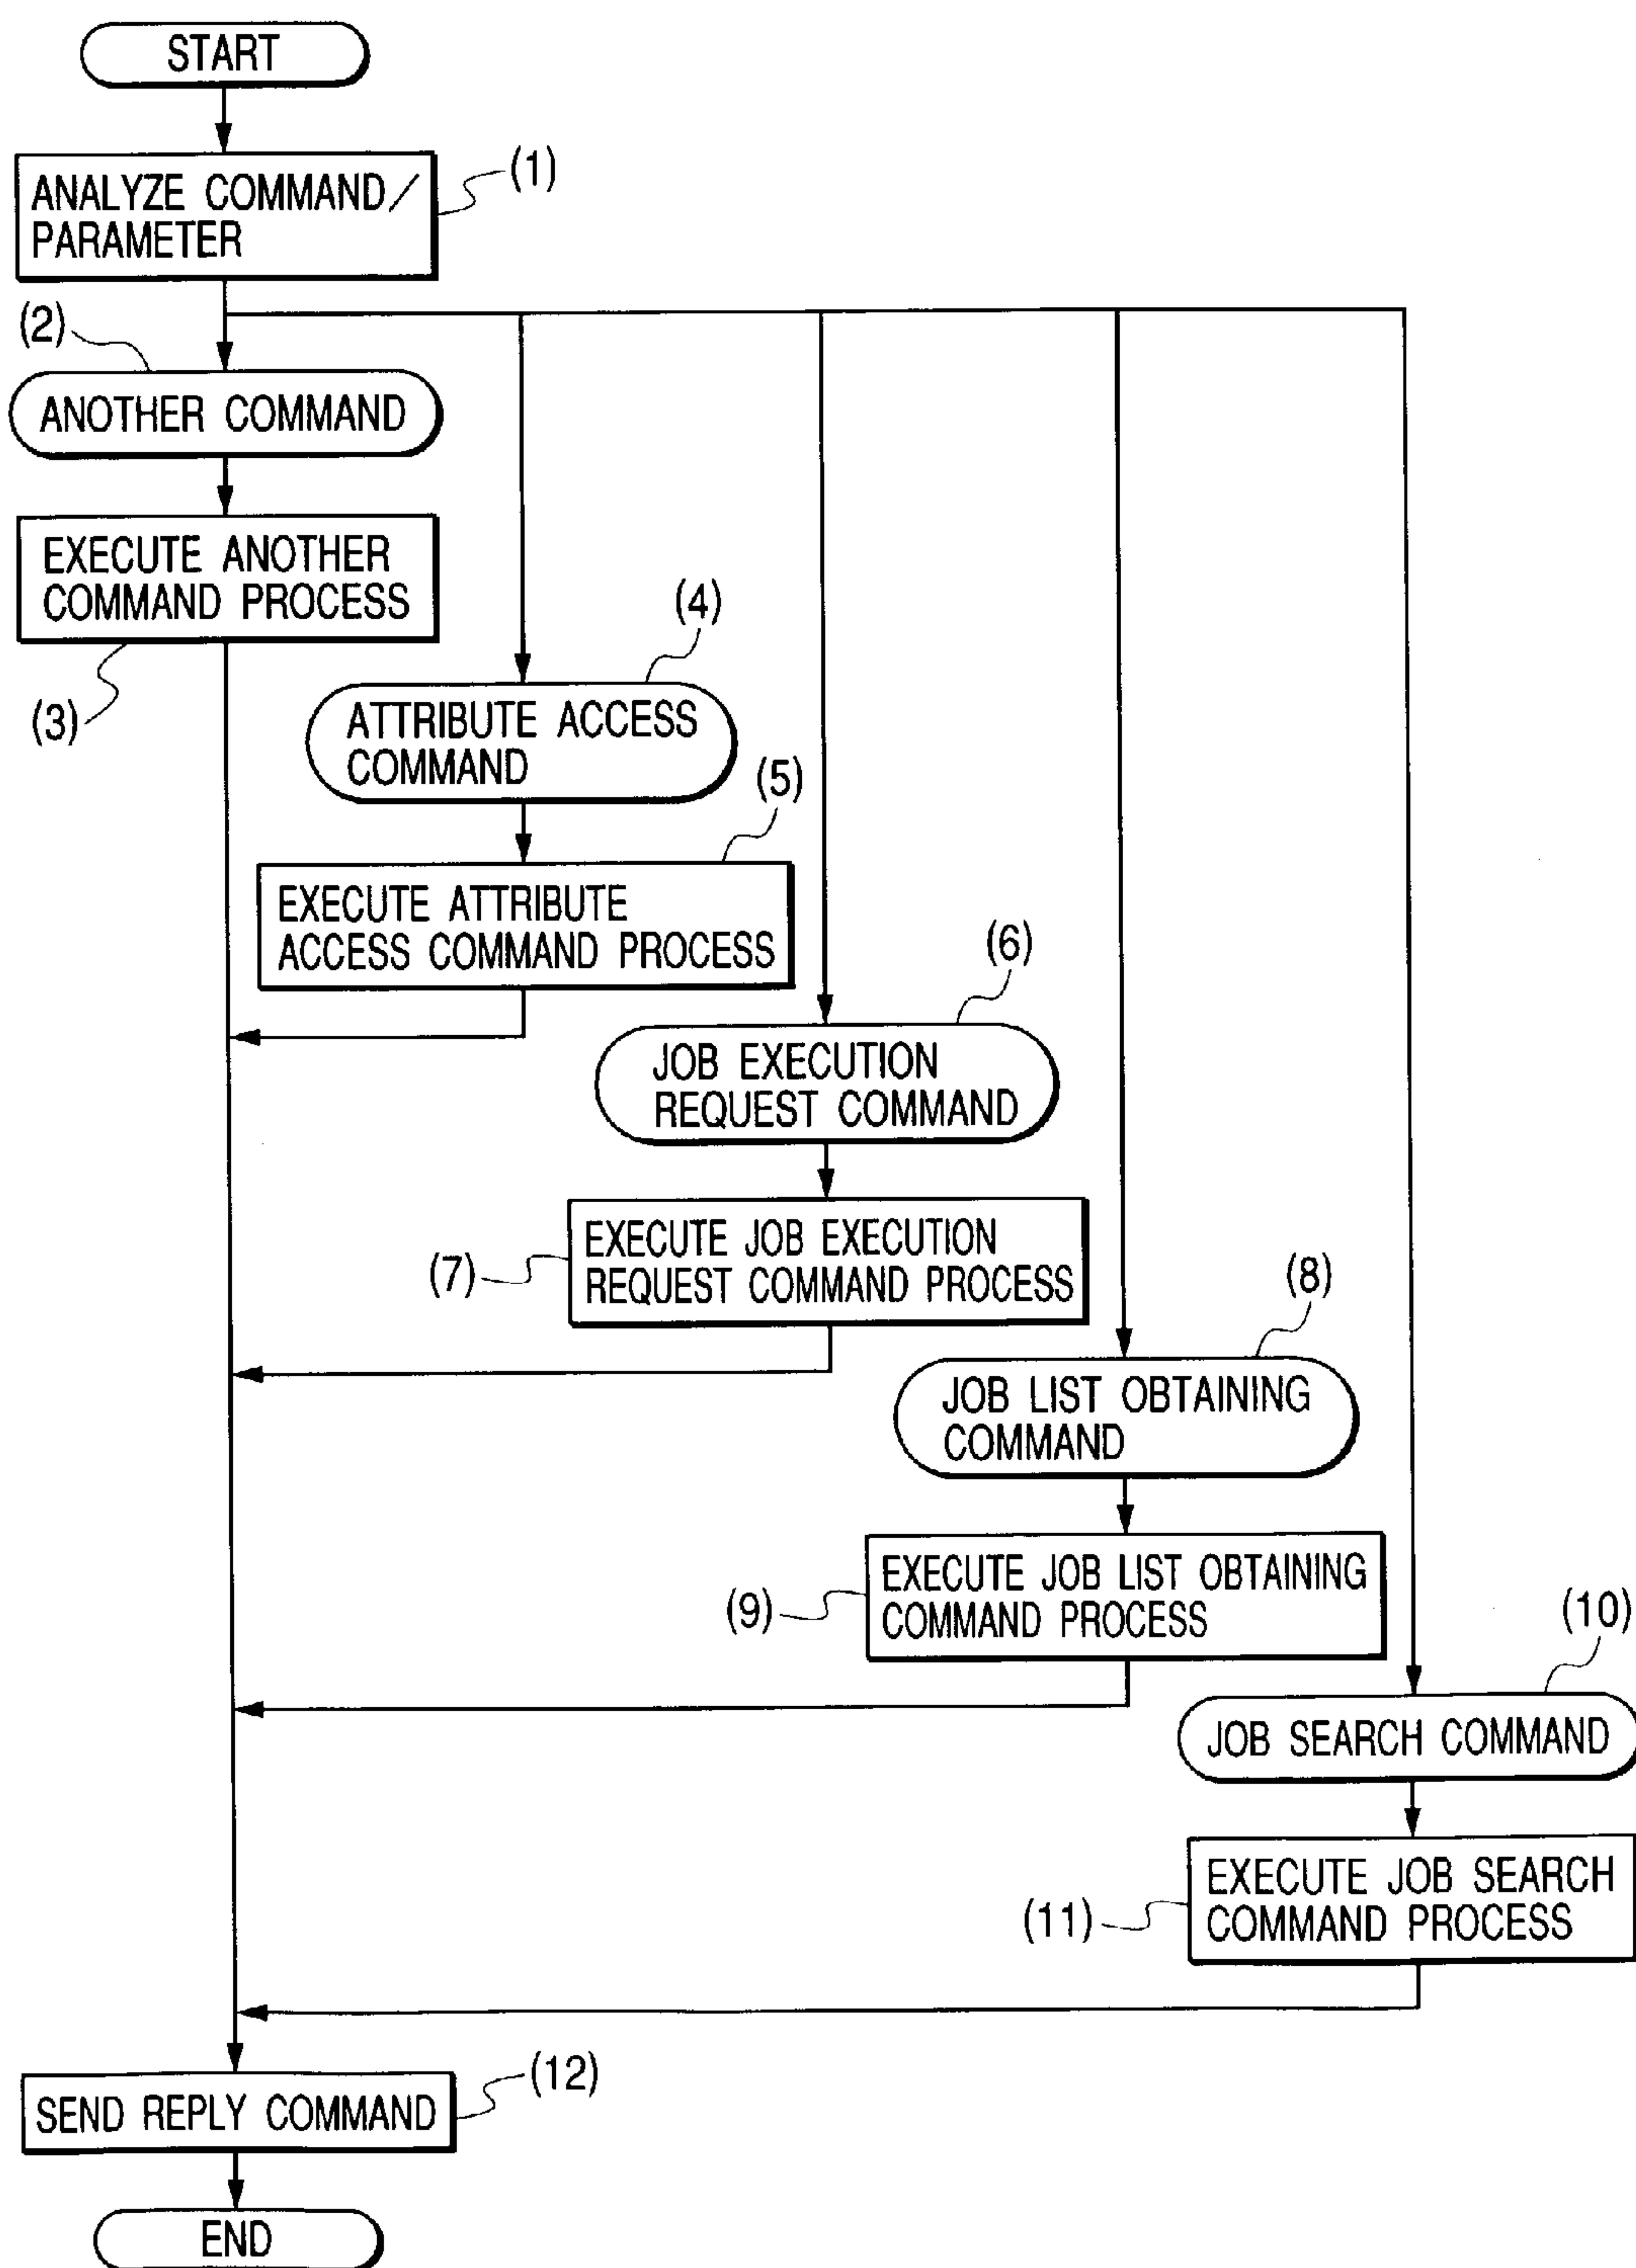 START
(1)
ANALYZE COMMAND/
PARAMETER
(2)
ANOTHER COMMAND
EXECUTE ANOTHER
COMMAND PROCESS
(3)
(4)
ATTRIBUTE ACCESS
COMMAND
(5)
EXECUTE ATTRIBUTE
ACCESS COMMAND PROCESS
(6)
JOB EXECUTION
REQUEST COMMAND
(7)
EXECUTE JOB EXECUTION
REQUEST COMMAND PROCESS
(8)
JOB LIST OBTAINING
COMMAND
(9)
EXECUTE JOB LIST OBTAINING
COMMAND PROCESS
(10)
JOB SEARCH COMMAND
(11)
EXECUTE JOB SEARCH
COMMAND PROCESS
(12)
SEND REPLY COMMAND
END